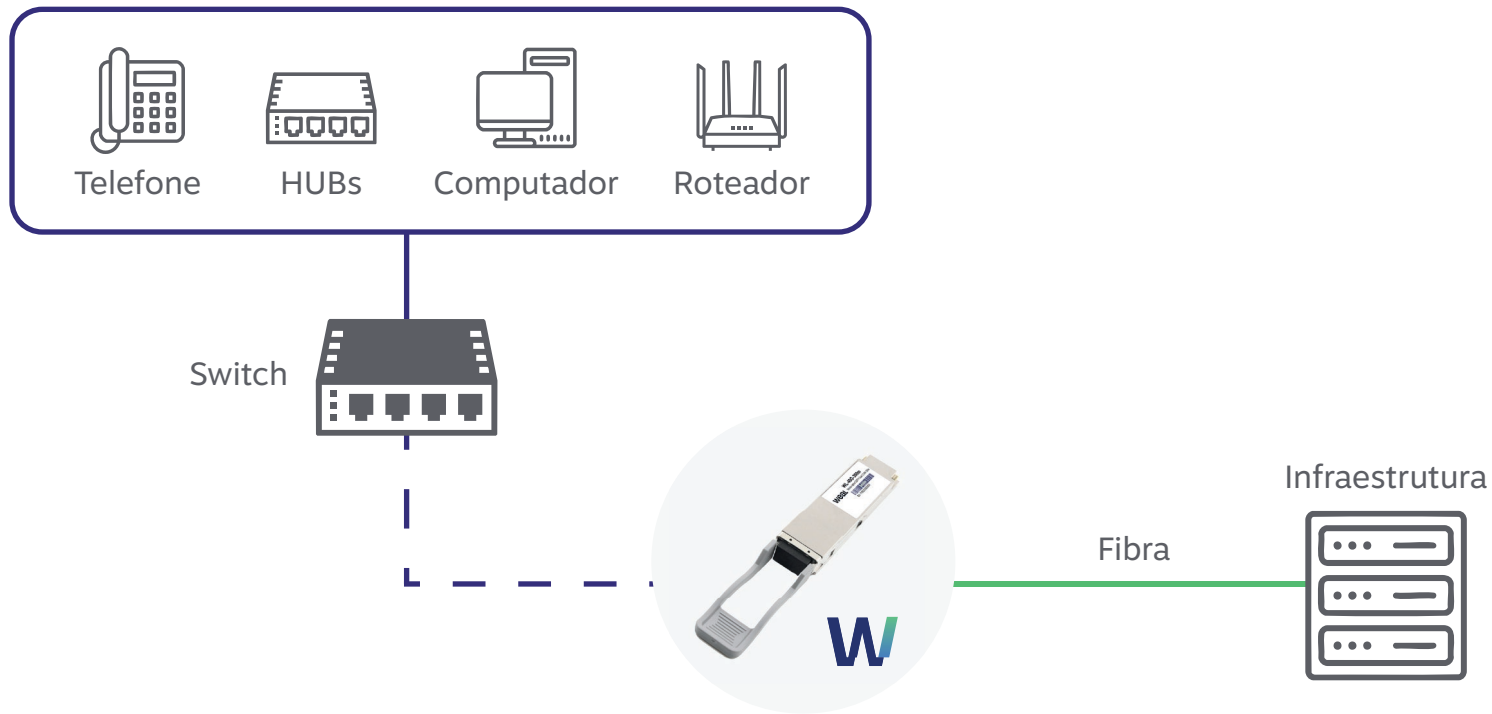 Telefone
HUBs
Computador
Roteador
Switch
Infraestrutura
Fibra
W